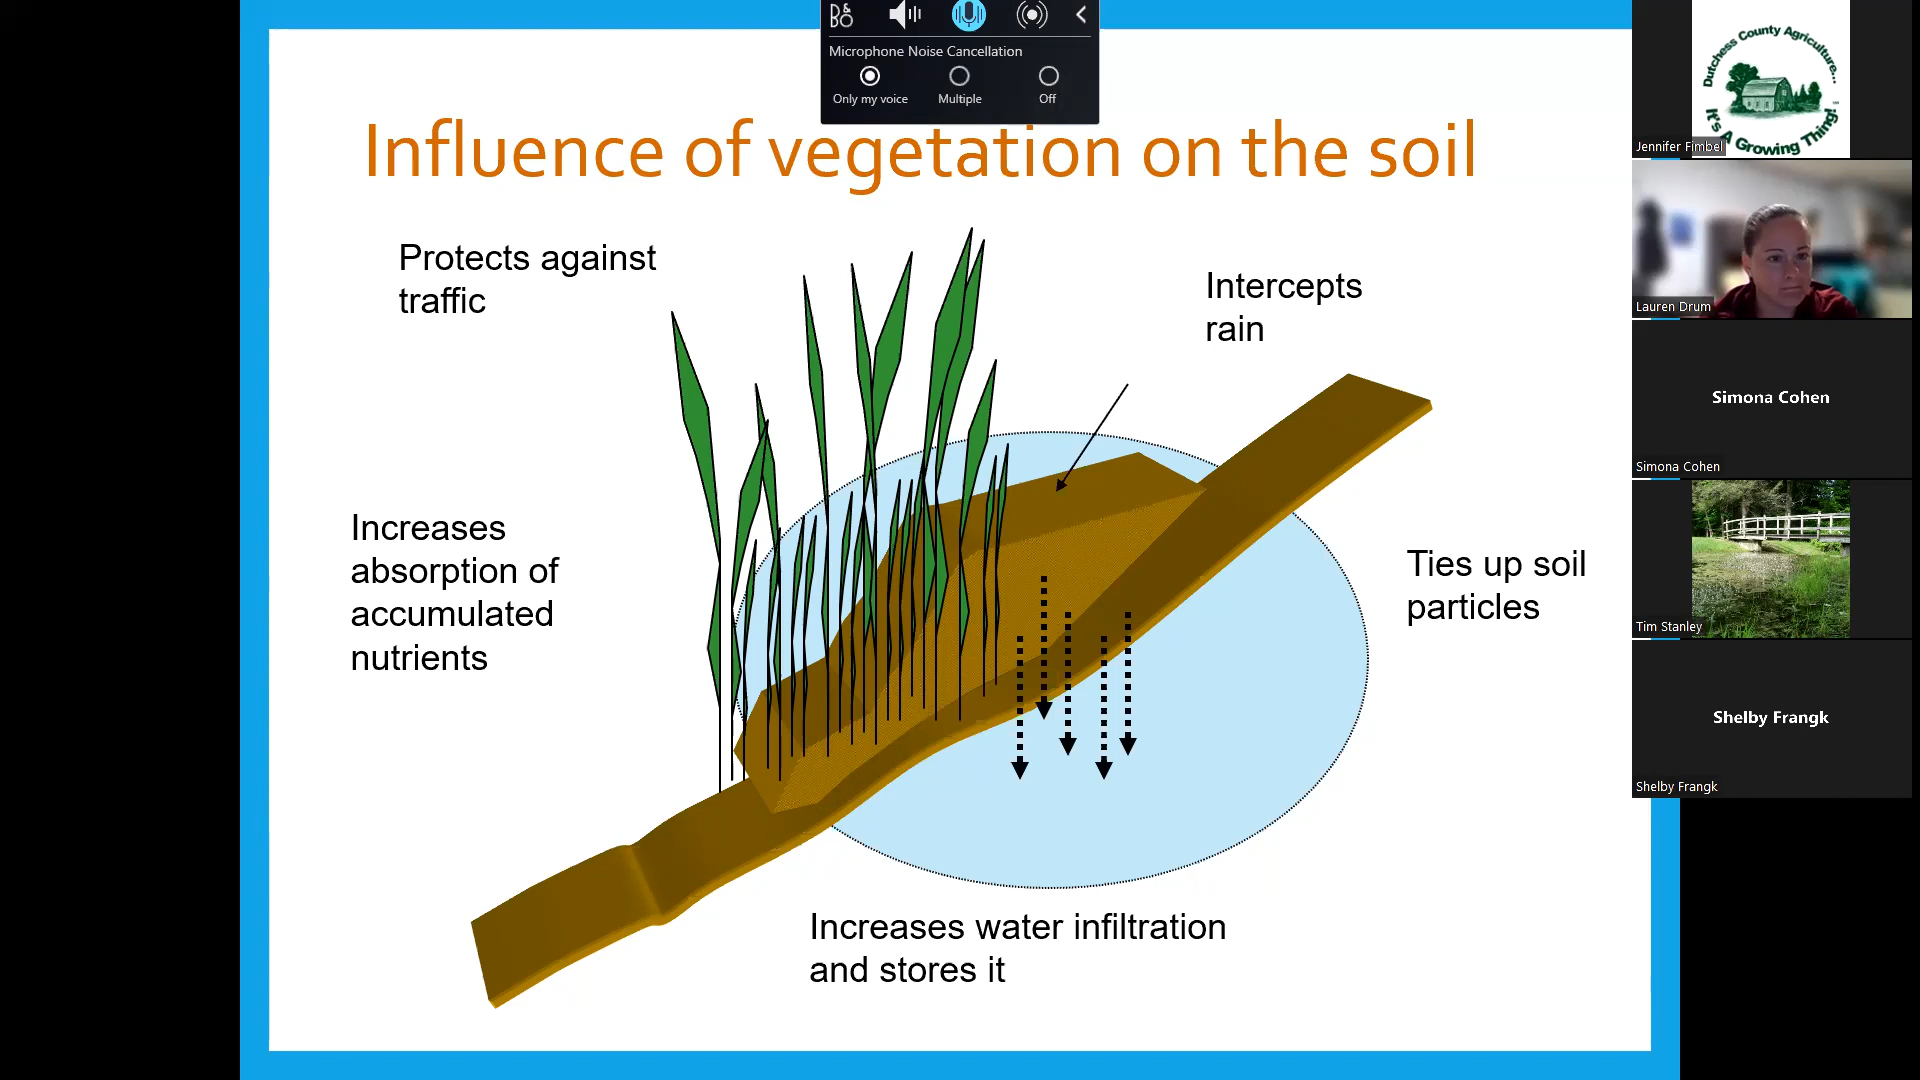 B&O
Microphone Noise Cancellation
Only my voice
Multiple
Off
Influence of vegetation on the soil
Protects against
traffic
Intercepts
rain
Increases
absorption of
accumulated
nutrients
Ties up soil
particles
Increases water infiltration
and stores it
Dutchess County Agriculture...
It's A Growing Thing!
Jennifer Fimbel
Lauren Drum
Simona Cohen
Simona Cohen
Tim Stanley
Shelby Frangk
Shelby Frangk